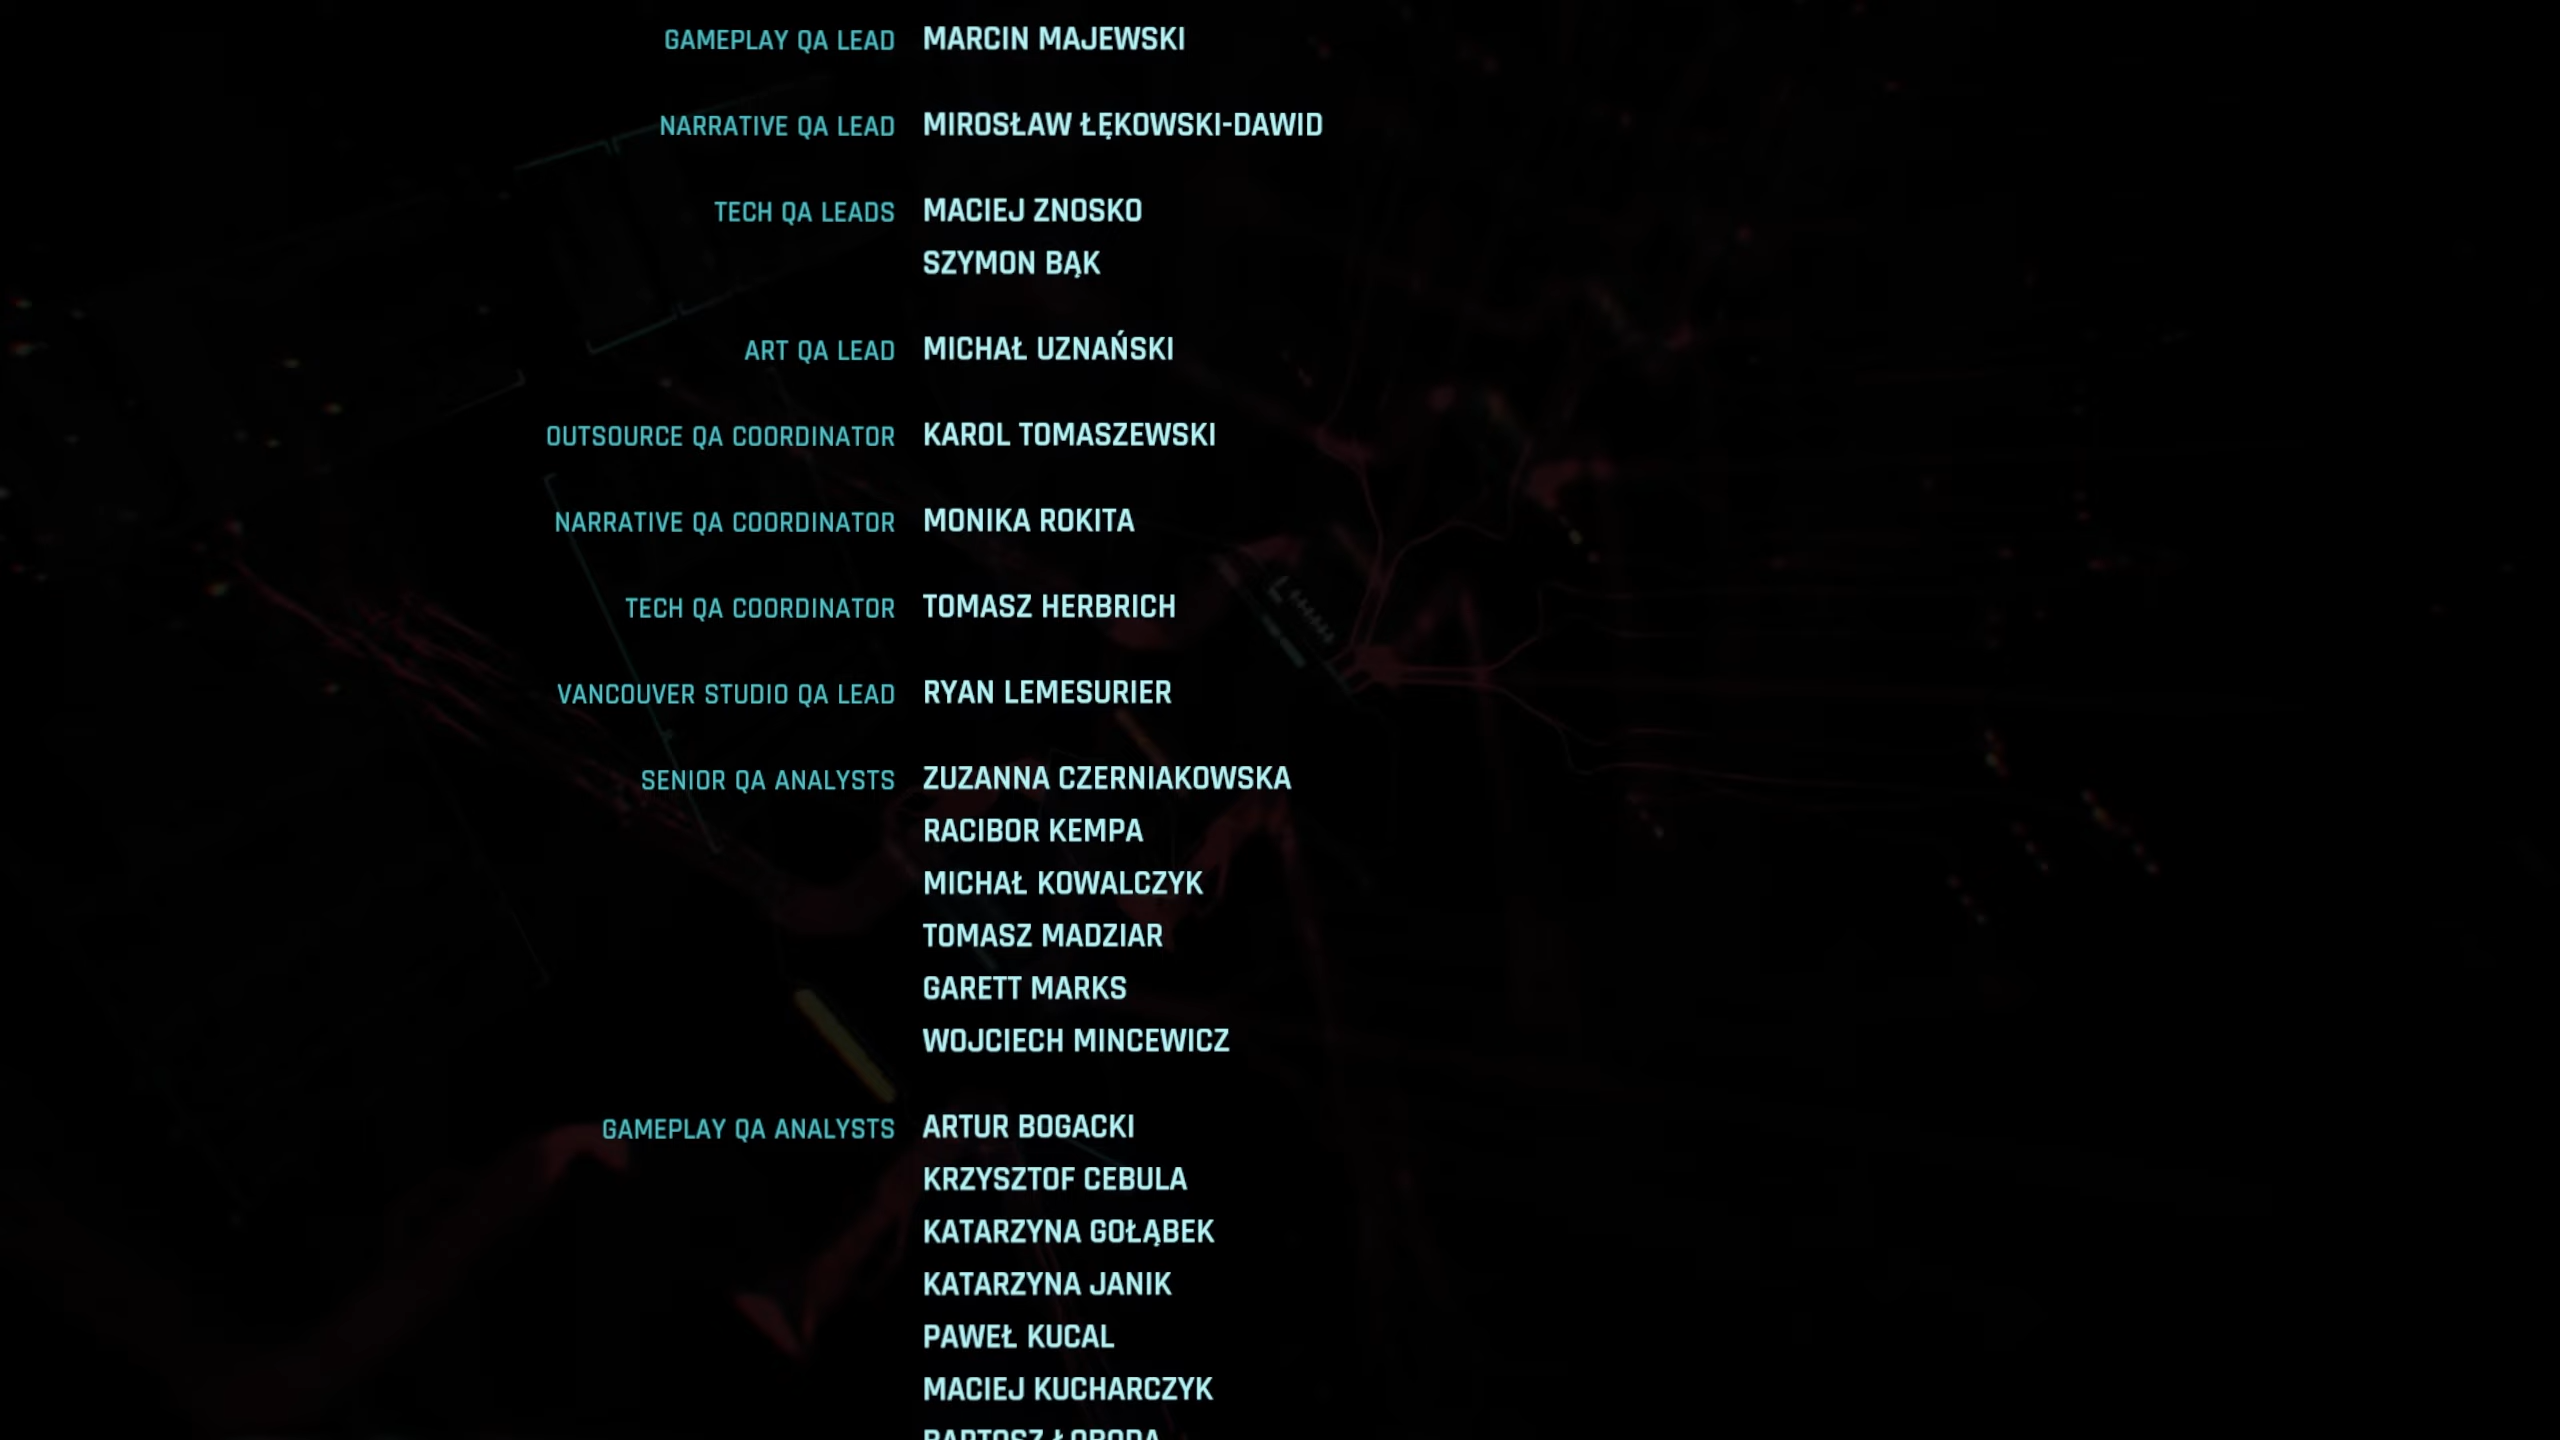 GAMEPLAY QA LEAD MARCIN MAJEWSKI
NARRATIVE QA LEAD MIROSŁAW ŁĘKOWSKI-DAWID
TECH QA LEADS MACIEJ ZNOSKO
SZYMON BĄK
ART QA LEAD MICHAŁ UZNAŃSKI
OUTSOURCE QA COORDINATOR KAROL TOMASZEWSKI
NARRATIVE QA COORDINATOR MONIKA ROKITA
TECH QA COORDINATOR TOMASZ HERBRICH
VANCOUVER STUDIO QA LEAD RYAN LEMESURIER
SENIOR QA ANALYSTS ZUZANNA CZERNIAKOWSKA
RACIBOR KEMPA
MICHAŁ KOWALCZYK
TOMASZ MADZIAR
GARETT MARKS
WOJCIECH MINCEWICZ
GAMEPLAY QA ANALYSTS ARTUR BOGACKI
KRZYSZTOF CEBULA
KATARZYNA GOŁĄBEK
KATARZYNA JANIK
PAWEŁ KUCAL
MACIEJ KUCHARCZYK